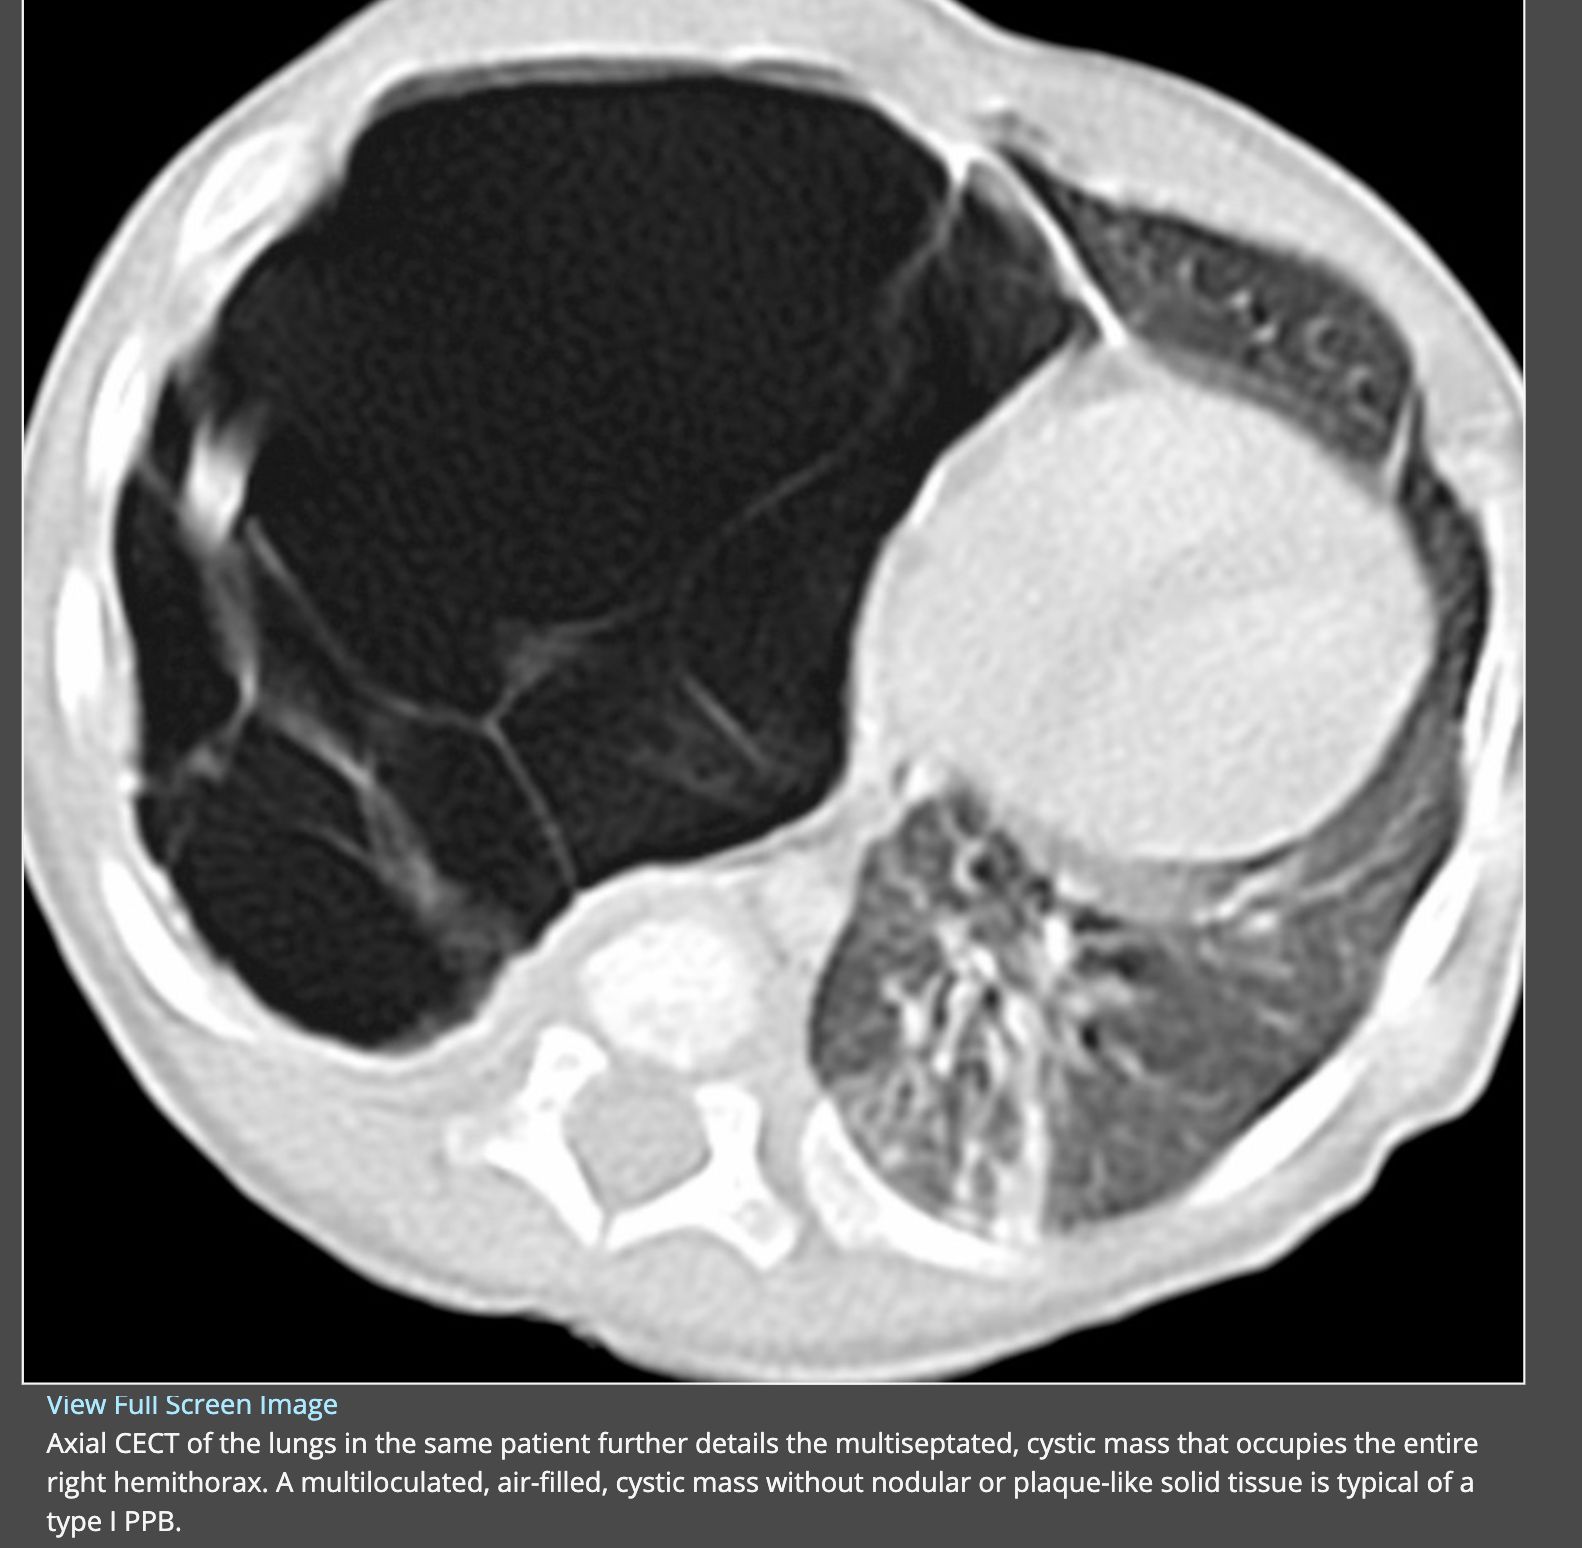 View Full Screen Image
Axial CECT of the lungs in the same patient further details the multiseptated, cystic mass that occupies the entire
right hemithorax. A multiloculated, air-filled, cystic mass without nodular or plaque-like solid tissue is typical of a
type I PPB.